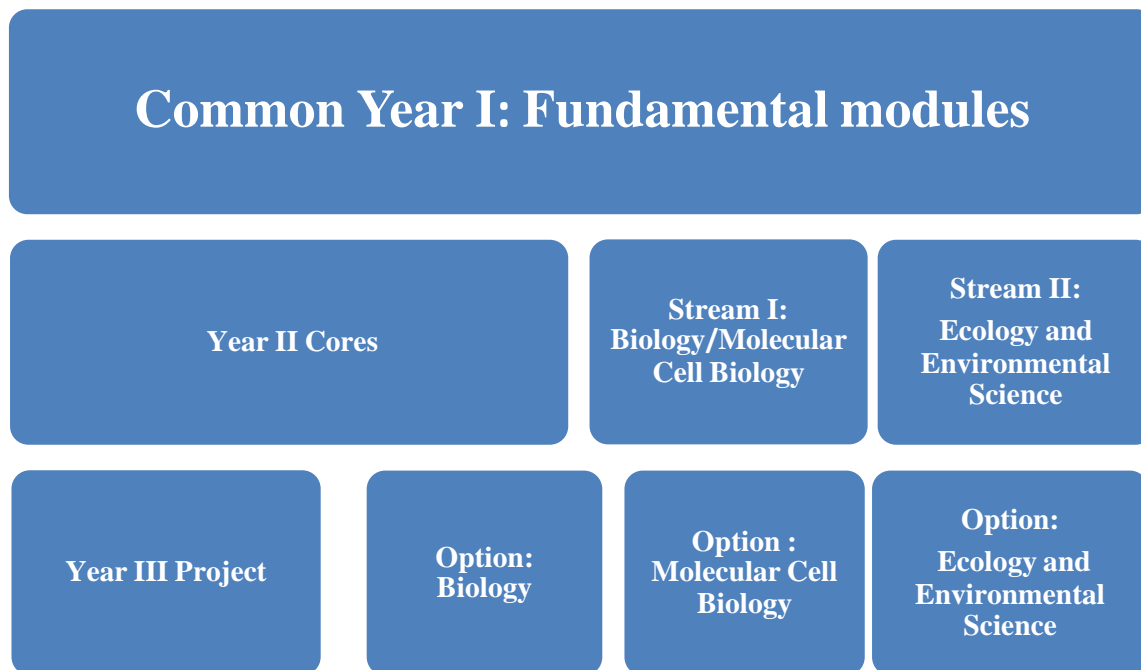 Common Year I: Fundamental modules
Year II Cores
Stream I:
Biology/Molecular
Cell Biology
Stream II:
Ecology and
Environmental
Science
Year III Project
Option:
Biology
Option :
Molecular Cell
Biology
Option:
Ecology and
Environmental
Science